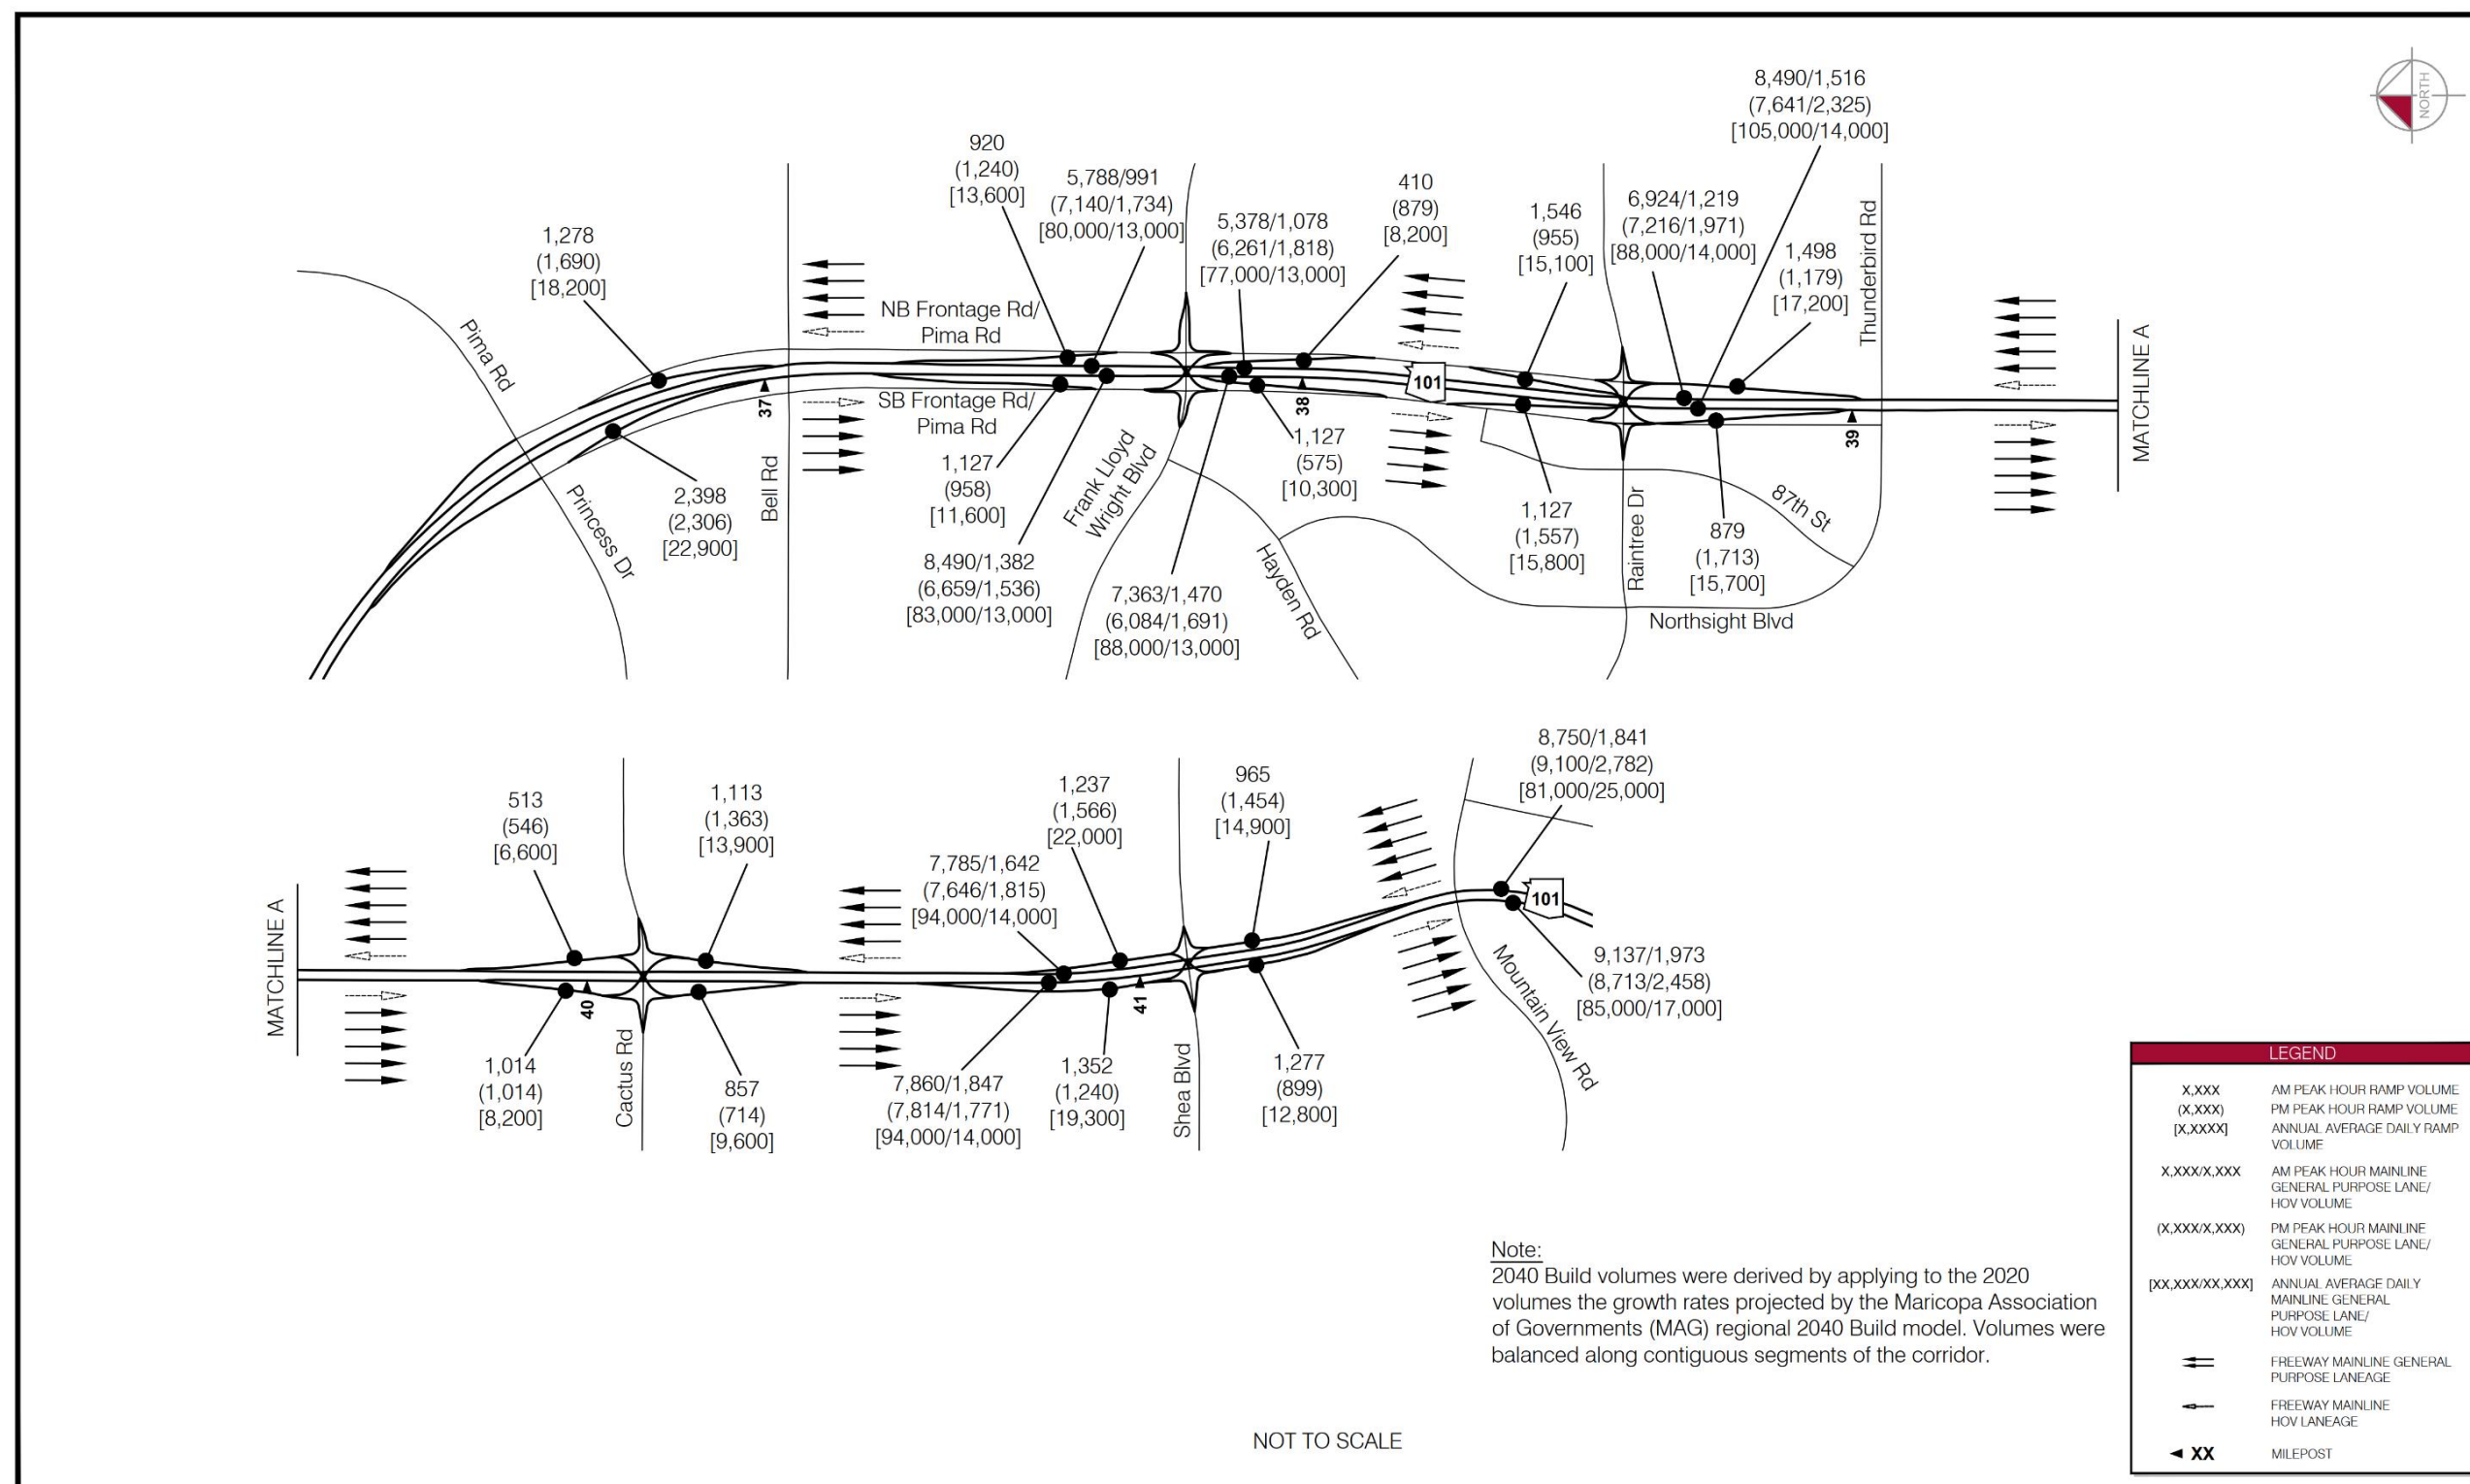 NORTH
8,490/1,516
(7,641/2,325)
[105,000/14,000]
920
(1,240)
[13,600]
5,788/991
(7,140/1,734)
[80,000/13,000]
410
(879)
[8,200]
5,378/1,078
(6,261/1,818)
[77,000/13,000]
1,546
(955)
[15,100]
6,924/1,219
(7,216/1,971)
[88,000/14,000]
1,498
(1,179)
[17,200]
Thunderbird Rd
1,278
(1,690)
[18,200]
Pima Rd
NB Frontage Rd/
Pima Rd
MATCHLINE A
101
37
38
39
SB Frontage Rd/
Pima Rd
Bell Rd
Princess Dr
2,398
(2,306)
[22,900]
1,127
(958)
[11,600]
Frank Lloyd
Wright Blvd
1,127
(575)
[10,300]
8,490/1,382
(6,659/1,536)
[83,000/13,000]
7,363/1,470
(6,084/1,691)
[88,000/13,000]
Hayden Rd
1,127
(1,557)
[15,800]
Raintree Dr
87th St
879
(1,713)
[15,700]
Northsight Blvd
8,750/1,841
(9,100/2,782)
[81,000/25,000]
513
(546)
[6,600]
1,113
(1,363)
[13,900]
1,237
(1,566)
[22,000]
965
(1,454)
[14,900]
7,785/1,642
(7,646/1,815)
[94,000/14,000]
101
MATCHLINE A
40
41
9,137/1,973
(8,713/2,458)
[85,000/17,000]
Mountain View Rd
1,014
(1,014)
[8,200]
Cactus Rd
857
(714)
[9,600]
7,860/1,847
(7,814/1,771)
[94,000/14,000]
1,352
(1,240)
[19,300]
Shea Blvd
1,277
(899)
[12,800]
Note:
2040 Build volumes were derived by applying to the 2020
volumes the growth rates projected by the Maricopa Association
of Governments (MAG) regional 2040 Build model. Volumes were
balanced along contiguous segments of the corridor.
NOT TO SCALE
LEGEND
X,XXX AM PEAK HOUR RAMP VOLUME
(X,XXX) PM PEAK HOUR RAMP VOLUME
[X,XXXX] ANNUAL AVERAGE DAILY RAMP
VOLUME
X,XXX/X,XXX AM PEAK HOUR MAINLINE
GENERAL PURPOSE LANE/
HOV VOLUME
(X,XXX/X,XXX) PM PEAK HOUR MAINLINE
GENERAL PURPOSE LANE/
HOV VOLUME
[XX,XXX/XX,XXX] ANNUAL AVERAGE DAILY
MAINLINE GENERAL
PURPOSE LANE/
HOV VOLUME
FREEWAY MAINLINE GENERAL
PURPOSE LANEAGE
FREEWAY MAINLINE
HOV LANEAGE
XX MILEPOST